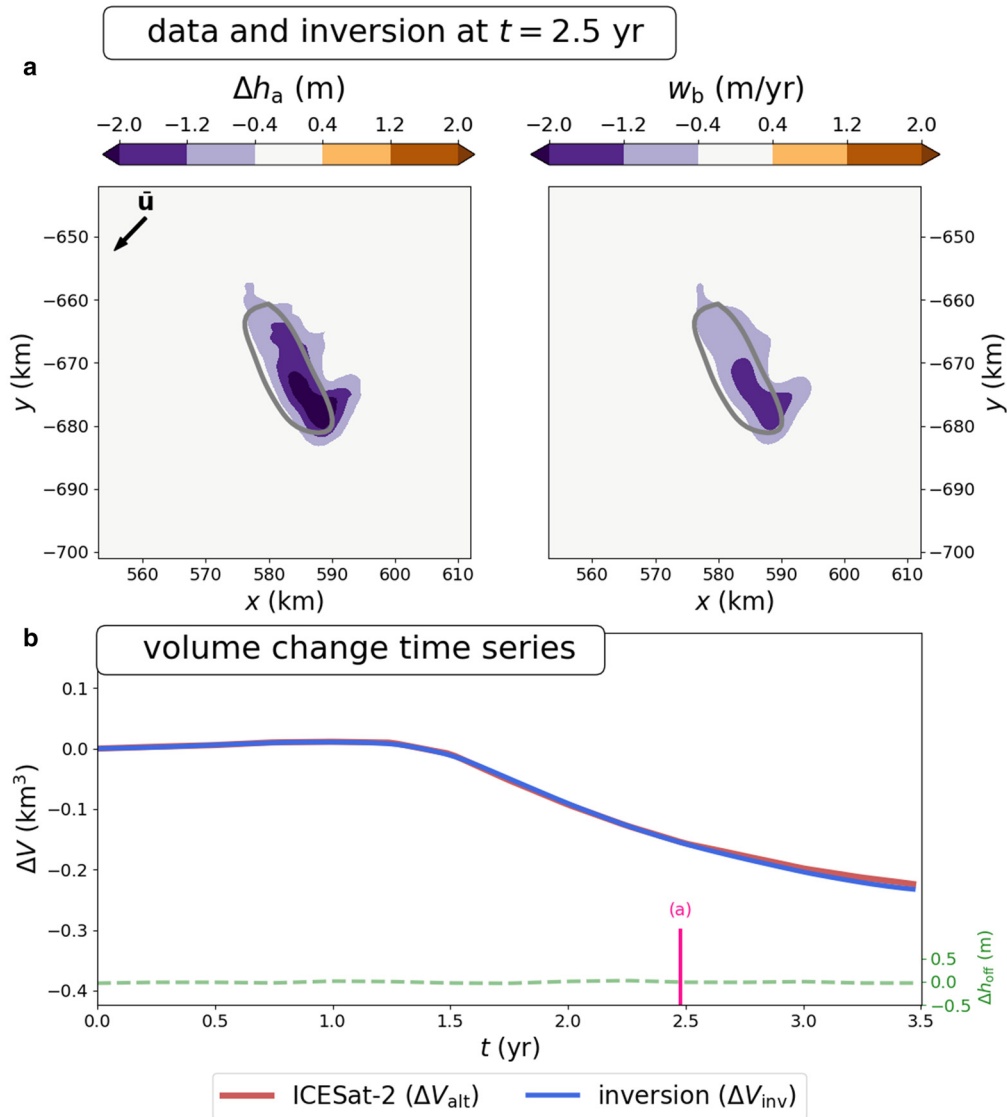 data and inversion at t = 2.5 yr
a
Δhₐ (m)
w_b (m/yr)
−2.0 −1.2 −0.4 0.4 1.2 2.0
−2.0 −1.2 −0.4 0.4 1.2 2.0
ū
−650
−660
−670
−680
−690
−700
y (km)
560 570 580 590 600 610
x (km)
−650
−660
−670
−680
−690
−700
y (km)
560 570 580 590 600 610
x (km)
b
volume change time series
0.1
0.0
−0.1
−0.2
−0.3
−0.4
ΔV (km³)
(a)
0.5
0.0
−0.5
Δh_off (m)
0.0 0.5 1.0 1.5 2.0 2.5 3.0 3.5
t (yr)
ICESat-2 (ΔV_alt) inversion (ΔV_inv)